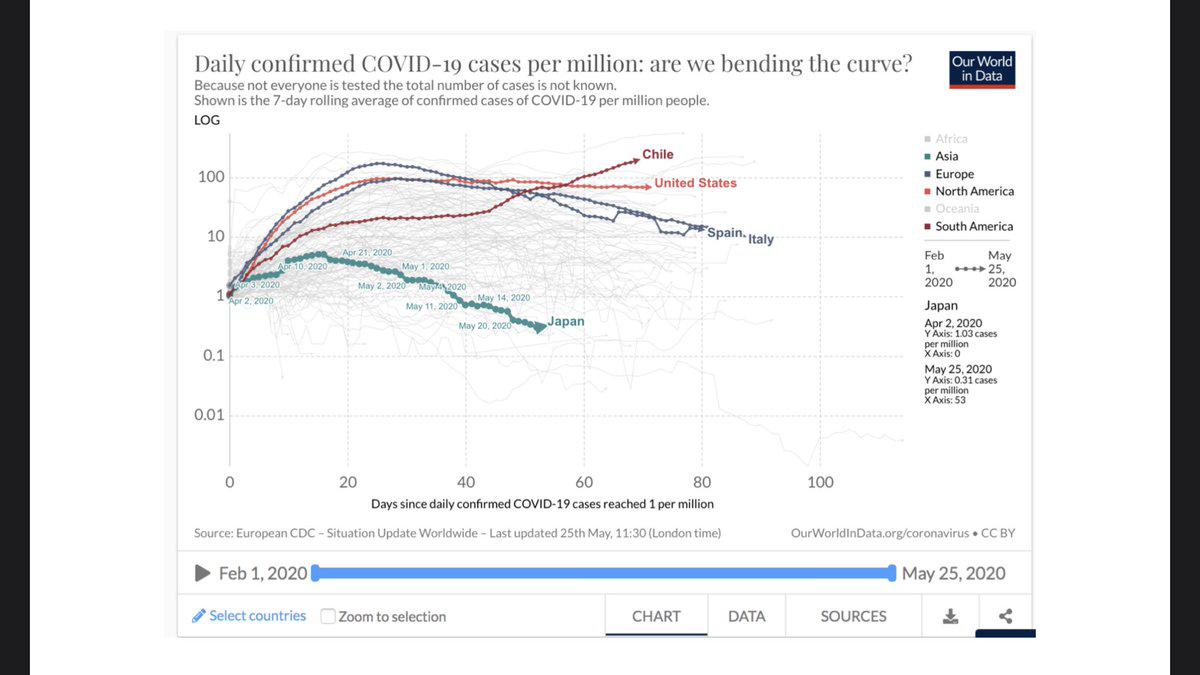 Daily confirmed COVID-19 cases per million: are we bending the curve?
Because not everyone is tested the total number of cases is not known.
Shown is the 7-day rolling average of confirmed cases of COVID-19 per million people.
Our World
in Data
LOG
100
10
1
0.1
0.01
Chile
United States
Spain
Italy
Japan
Apr 2, 2020
Apr 3, 2020
Apr 10, 2020
Apr 21, 2020
May 1, 2020
May 2, 2020
May 4, 2020
May 11, 2020
May 14, 2020
May 20, 2020
0
20
40
60
80
100
Days since daily confirmed COVID-19 cases reached 1 per million
Africa
Asia
Europe
North America
Oceania
South America
Feb
1,
2020
May
25,
2020
Japan
Apr 2, 2020
Y Axis: 1.03 cases
per million
X Axis: 0
May 25, 2020
Y Axis: 0.31 cases
per million
X Axis: 53
Source: European CDC – Situation Update Worldwide – Last updated 25th May, 11:30 (London time)
OurWorldInData.org/coronavirus • CC BY
Feb 1, 2020
May 25, 2020
Select countries
Zoom to selection
CHART
DATA
SOURCES